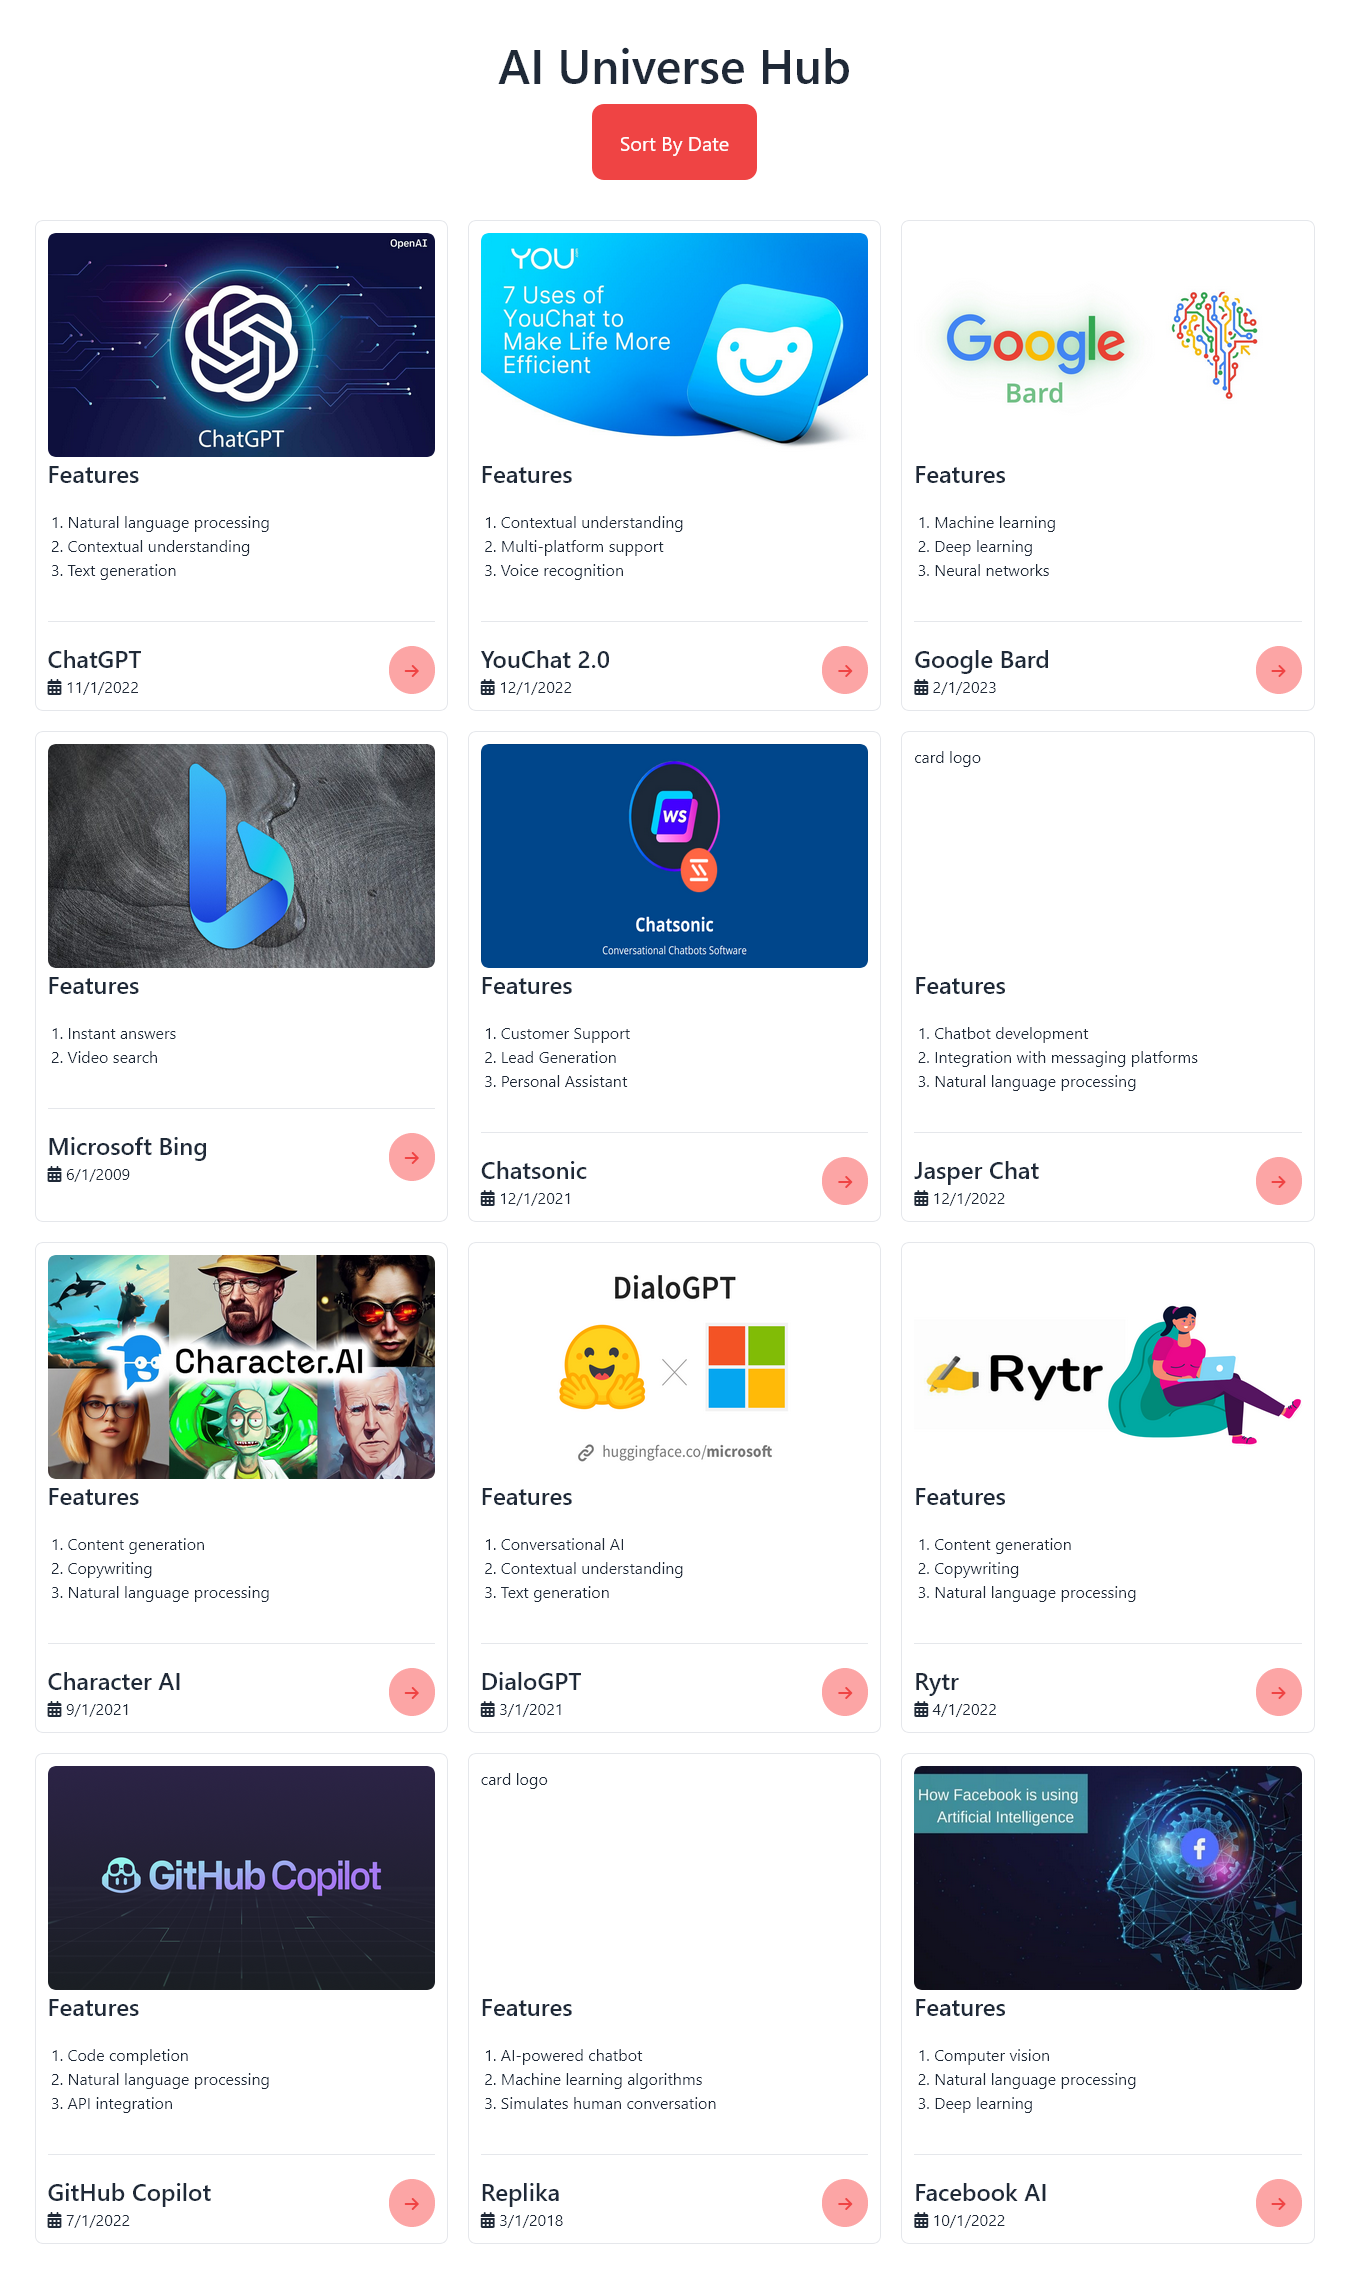 AI Universe Hub
Sort By Date
OpenAI
ChatGPT
Features
1. Natural language processing
2. Contextual understanding
3. Text generation
ChatGPT
11/1/2022
YOU
7 Uses of
YouChat to
Make Life More
Efficient
Features
1. Contextual understanding
2. Multi-platform support
3. Voice recognition
YouChat 2.0
12/1/2022
Google
Bard
Features
1. Machine learning
2. Deep learning
3. Neural networks
Google Bard
2/1/2023
Features
1. Instant answers
2. Video search
Microsoft Bing
6/1/2009
WS
Chatsonic
Conversational Chatbots Software
Features
1. Customer Support
2. Lead Generation
3. Personal Assistant
Chatsonic
12/1/2021
card logo
Features
1. Chatbot development
2. Integration with messaging platforms
3. Natural language processing
Jasper Chat
12/1/2022
Character.AI
Features
1. Content generation
2. Copywriting
3. Natural language processing
Character AI
9/1/2021
DialoGPT
huggingface.co/microsoft
Features
1. Conversational AI
2. Contextual understanding
3. Text generation
DialoGPT
3/1/2021
Rytr
Features
1. Content generation
2. Copywriting
3. Natural language processing
Rytr
4/1/2022
GitHub Copilot
Features
1. Code completion
2. Natural language processing
3. API integration
GitHub Copilot
7/1/2022
card logo
Features
1. AI-powered chatbot
2. Machine learning algorithms
3. Simulates human conversation
Replika
3/1/2018
How Facebook is using
Artificial Intelligence
Features
1. Computer vision
2. Natural language processing
3. Deep learning
Facebook AI
10/1/2022